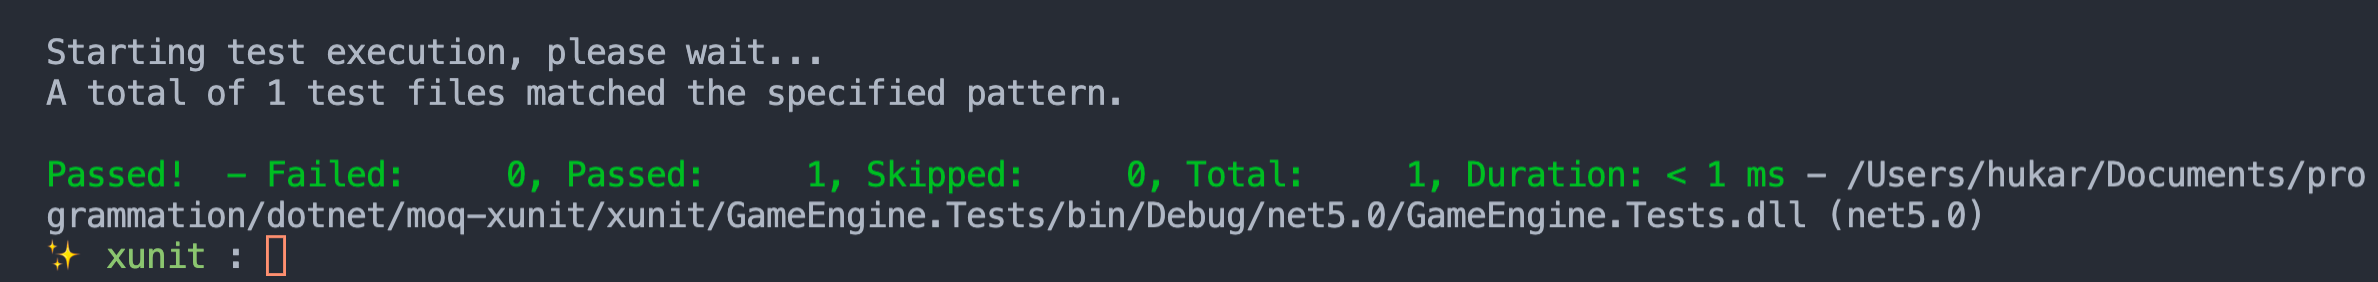 Starting test execution, please wait...
A total of 1 test files matched the specified pattern.
Passed!  - Failed:     0, Passed:     1, Skipped:     0, Total:     1, Duration: < 1 ms - /Users/hukar/Documents/pro
grammation/dotnet/moq-xunit/xunit/GameEngine.Tests/bin/Debug/net5.0/GameEngine.Tests.dll (net5.0)
✨ xunit :